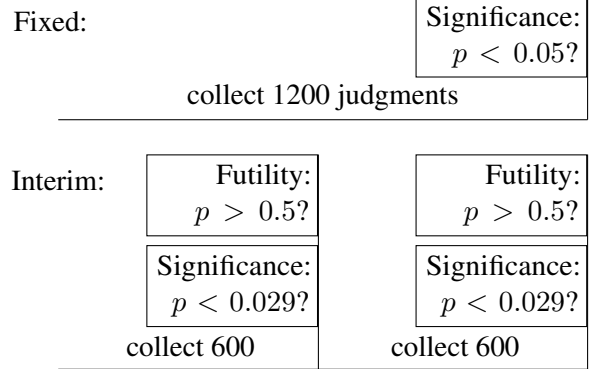 Fixed:
Significance:
p < 0.05?
collect 1200 judgments
Interim:
Futility:
p > 0.5?
Significance:
p < 0.029?
collect 600
Futility:
p > 0.5?
Significance:
p < 0.029?
collect 600